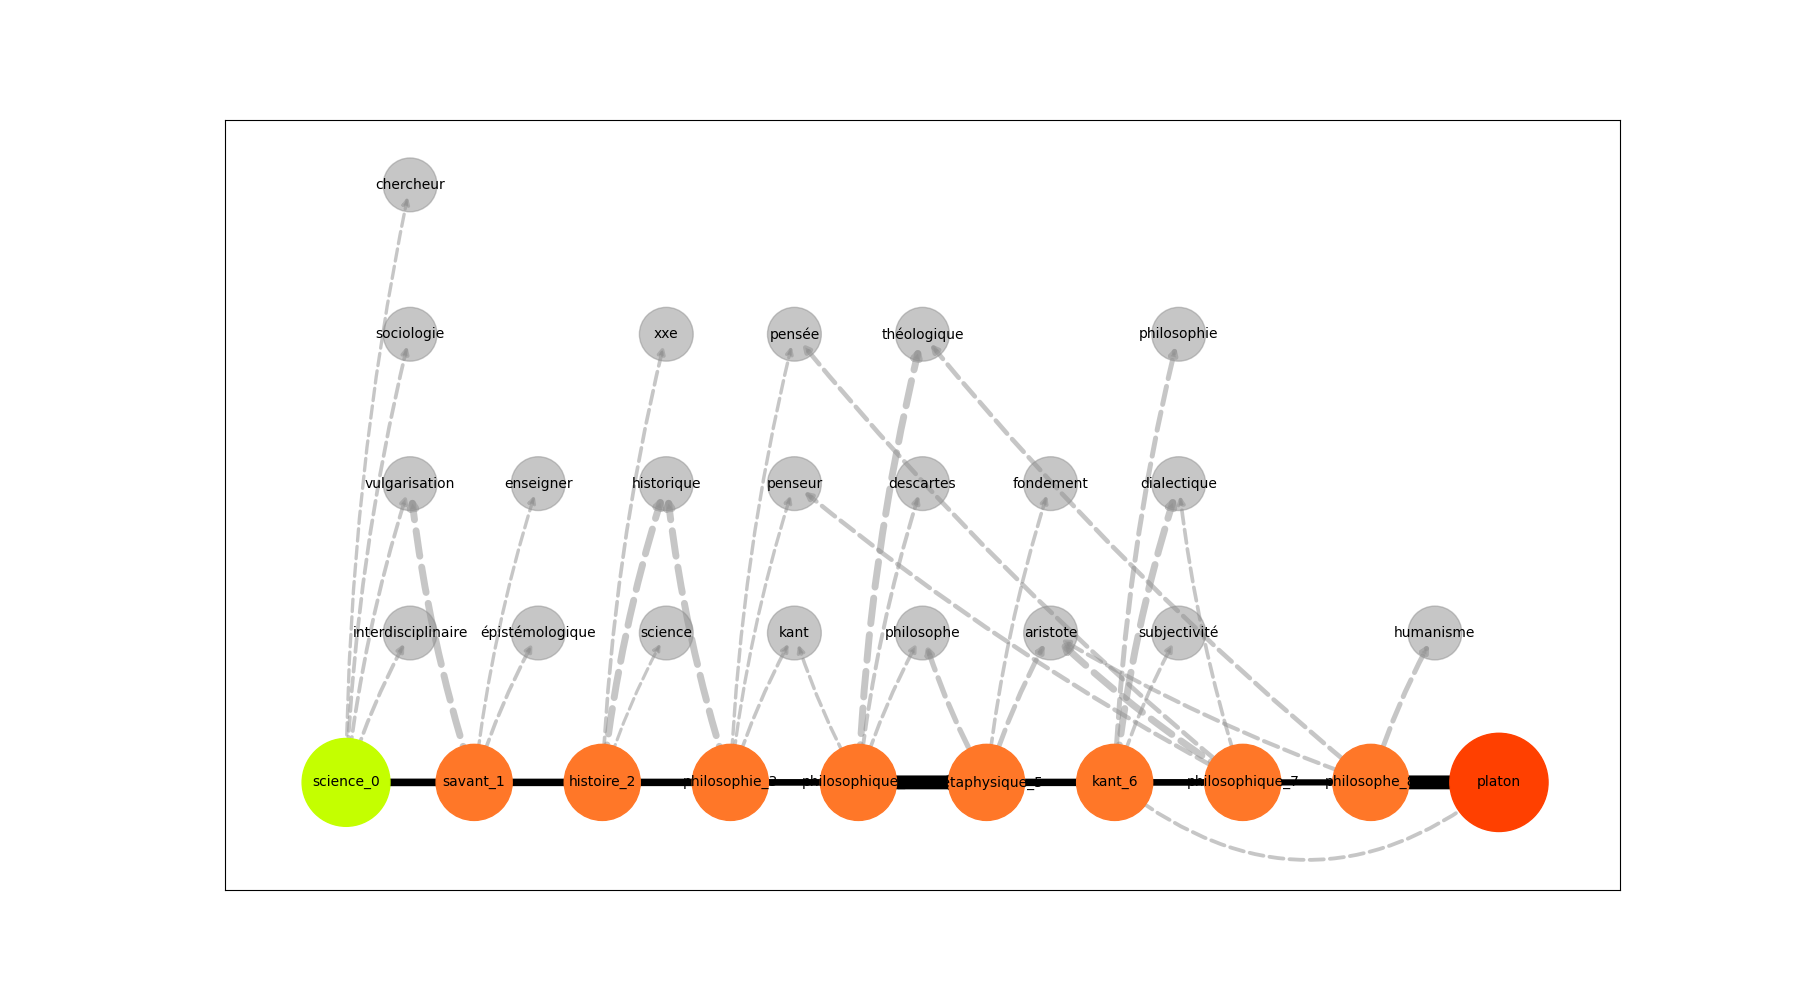 chercheur
sociologie xxe pensée théologique philosophie
vulgarisation enseigner historique penseur descartes fondement dialectique
interdisciplinaire épistémologique science kant philosophe aristote subjectivité humanisme
science_0 savant_1 histoire_2 philosophie_3 philosophique taphysique_5 kant_6 philosophique_7 philosophe_8 platon